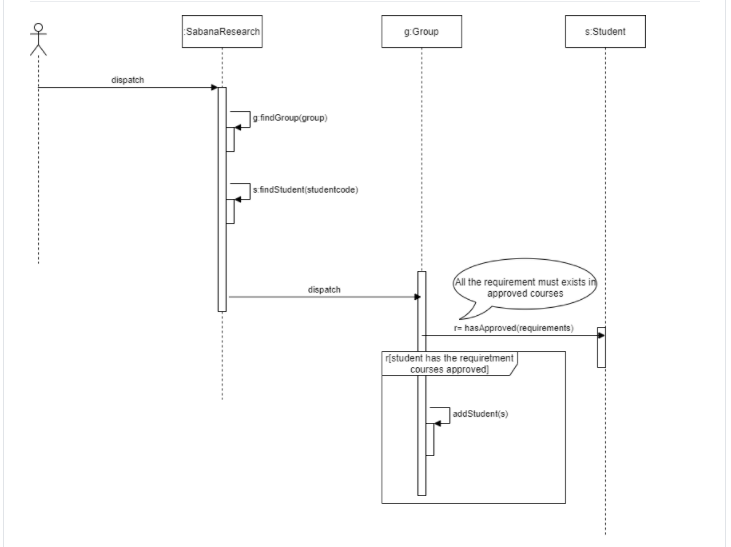 :SabanaResearch
g:Group
s:Student
dispatch
g:findGroup(group)
s:findStudent(studentcode)
All the requirement must exists in
approved courses
dispatch
r= hasApproved(requirements)
r[student has the requiretment
courses approved]
addStudent(s)